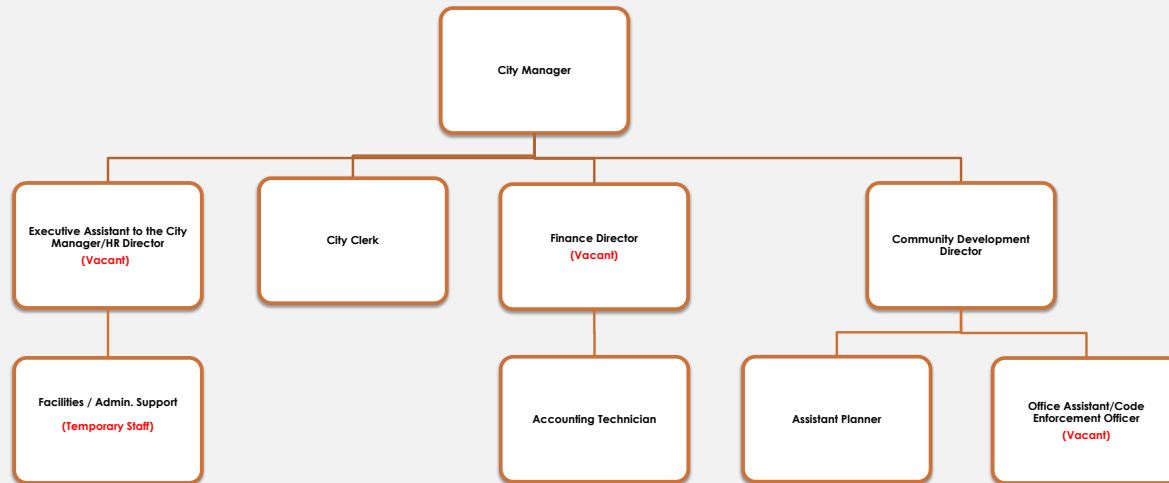 City Manager
Executive Assistant to the City
Manager/HR Director
(Vacant)
City Clerk
Finance Director
(Vacant)
Community Development
Director
Facilities / Admin. Support
(Temporary Staff)
Accounting Technician
Assistant Planner
Office Assistant/Code
Enforcement Officer
(Vacant)